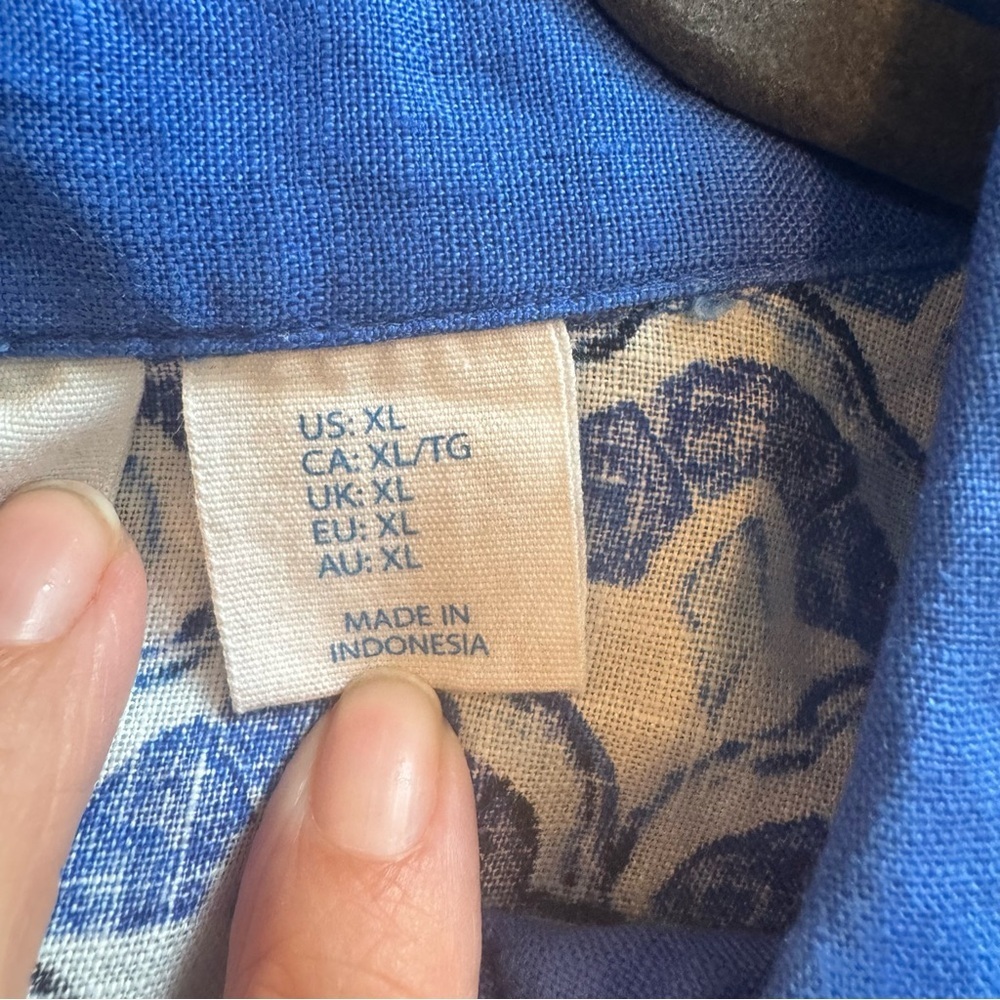 US: XL
CA: XL/TG
UK: XL
EU: XL
AU: XL
MADE IN
INDONESIA